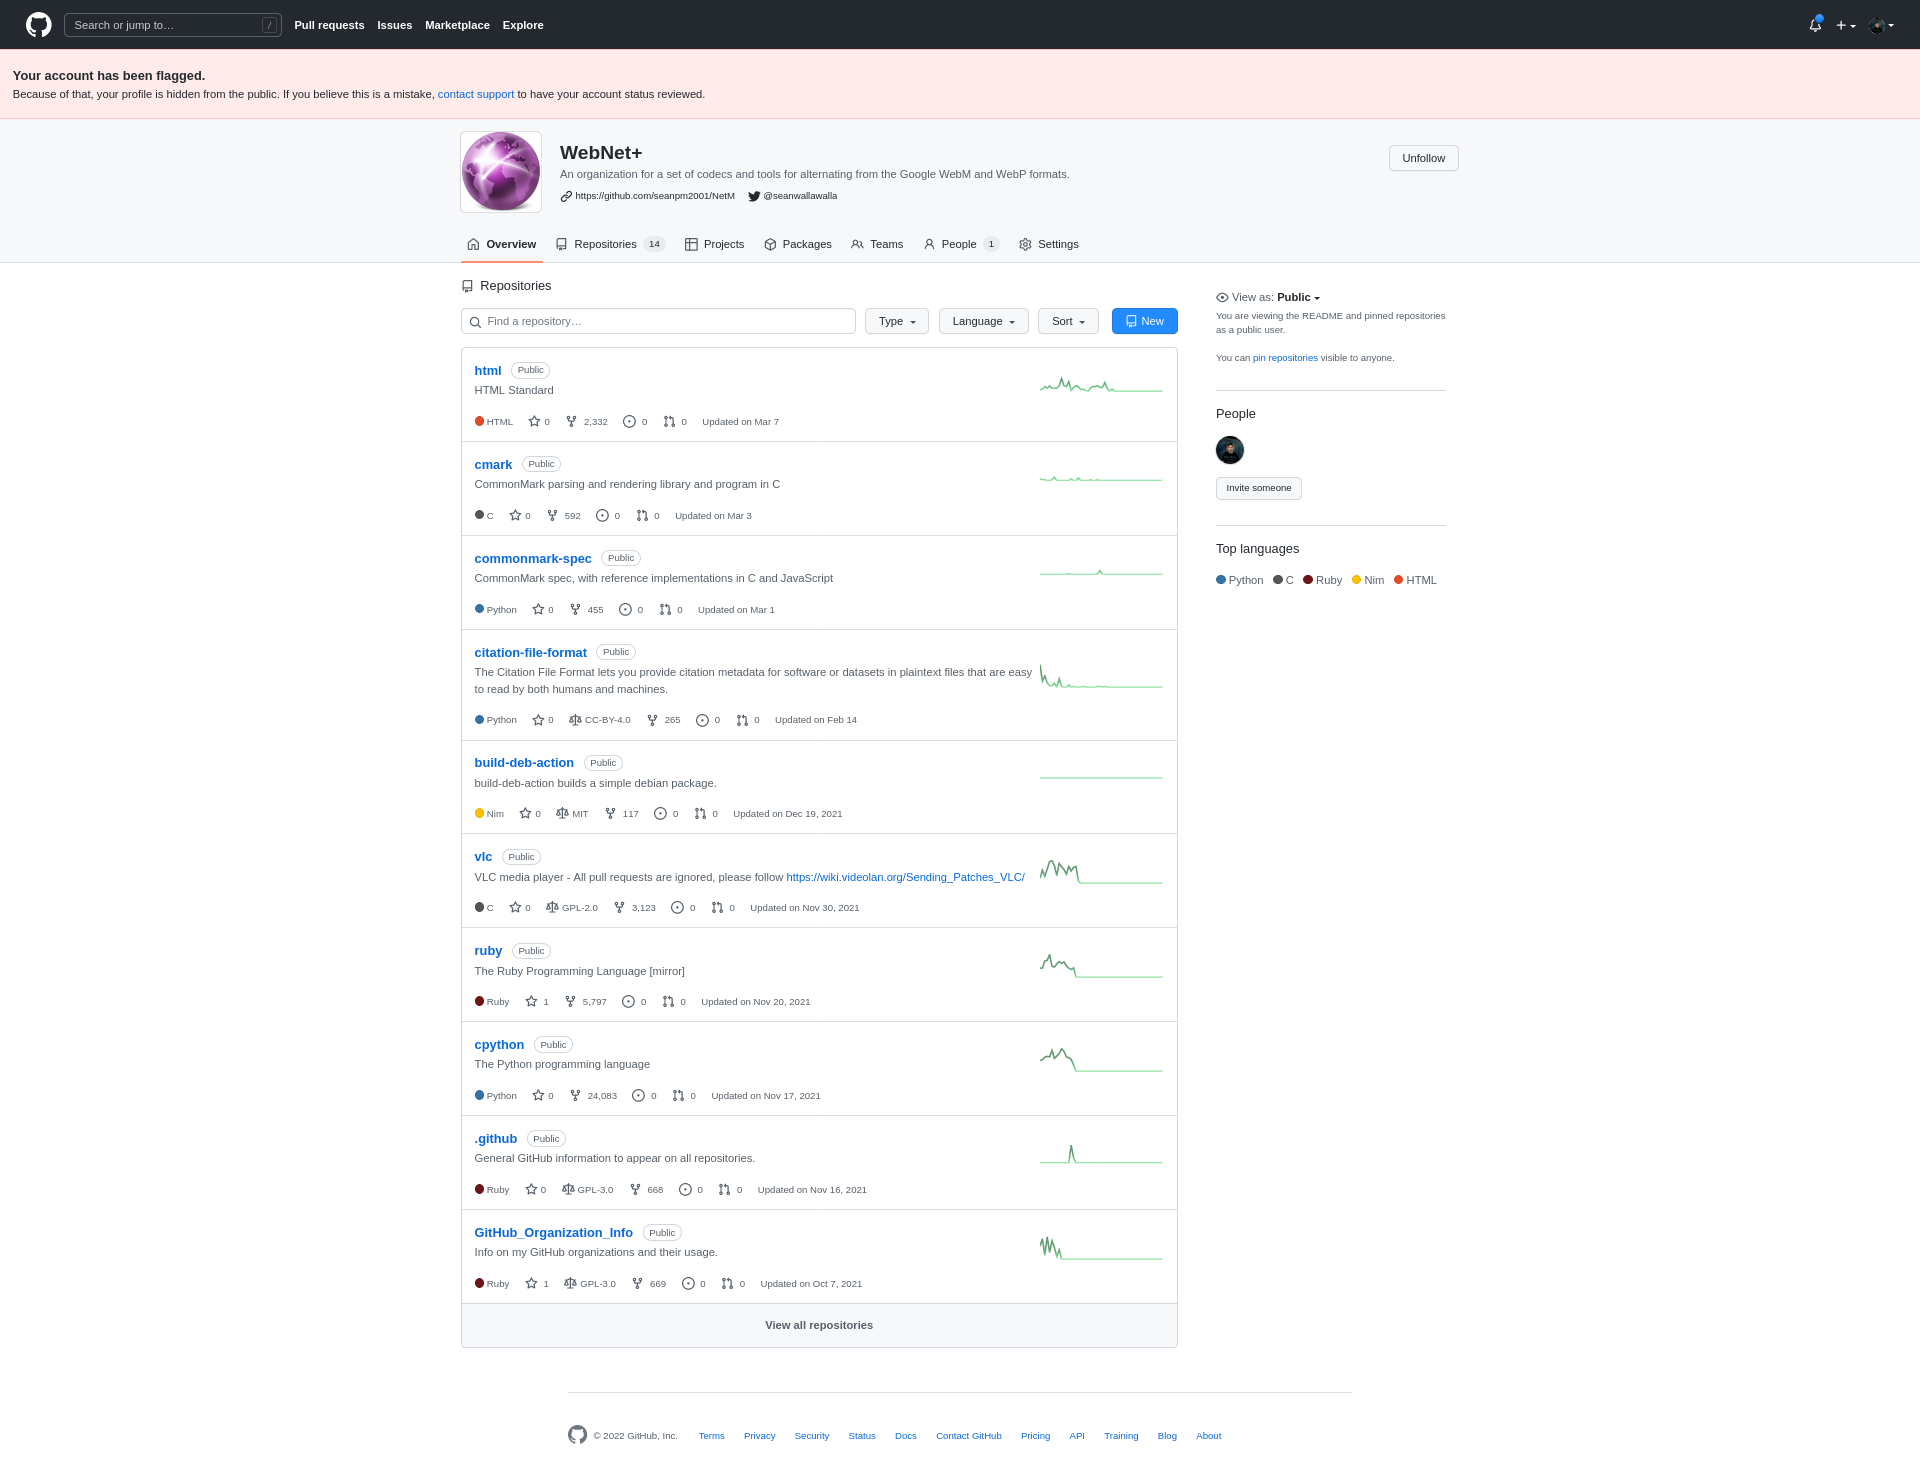 Search or jump to… /
Pull requests Issues Marketplace Explore
Your account has been flagged.
Because of that, your profile is hidden from the public. If you believe this is a mistake, contact support to have your account status reviewed.
WebNet+
An organization for a set of codecs and tools for alternating from the Google WebM and WebP formats.
https://github.com/seanpm2001/NetM @seanwallawalla
Unfollow
Overview Repositories 14 Projects Packages Teams People 1 Settings
Repositories
Find a repository… Type Language Sort New
html Public
HTML Standard
HTML 0 2,332 0 0 Updated on Mar 7
cmark Public
CommonMark parsing and rendering library and program in C
C 0 592 0 0 Updated on Mar 3
commonmark-spec Public
CommonMark spec, with reference implementations in C and JavaScript
Python 0 455 0 0 Updated on Mar 1
citation-file-format Public
The Citation File Format lets you provide citation metadata for software or datasets in plaintext files that are easy
to read by both humans and machines.
Python 0 CC-BY-4.0 265 0 0 Updated on Feb 14
build-deb-action Public
build-deb-action builds a simple debian package.
Nim 0 MIT 117 0 0 Updated on Dec 19, 2021
vlc Public
VLC media player - All pull requests are ignored, please follow https://wiki.videolan.org/Sending_Patches_VLC/
C 0 GPL-2.0 3,123 0 0 Updated on Nov 30, 2021
ruby Public
The Ruby Programming Language [mirror]
Ruby 1 5,797 0 0 Updated on Nov 20, 2021
cpython Public
The Python programming language
Python 0 24,083 0 0 Updated on Nov 17, 2021
.github Public
General GitHub information to appear on all repositories.
Ruby 0 GPL-3.0 668 0 0 Updated on Nov 16, 2021
GitHub_Organization_Info Public
Info on my GitHub organizations and their usage.
Ruby 1 GPL-3.0 669 0 0 Updated on Oct 7, 2021
View all repositories
View as: Public
You are viewing the README and pinned repositories
as a public user.
You can pin repositories visible to anyone.
People
Invite someone
Top languages
Python C Ruby Nim HTML
© 2022 GitHub, Inc. Terms Privacy Security Status Docs Contact GitHub Pricing API Training Blog About